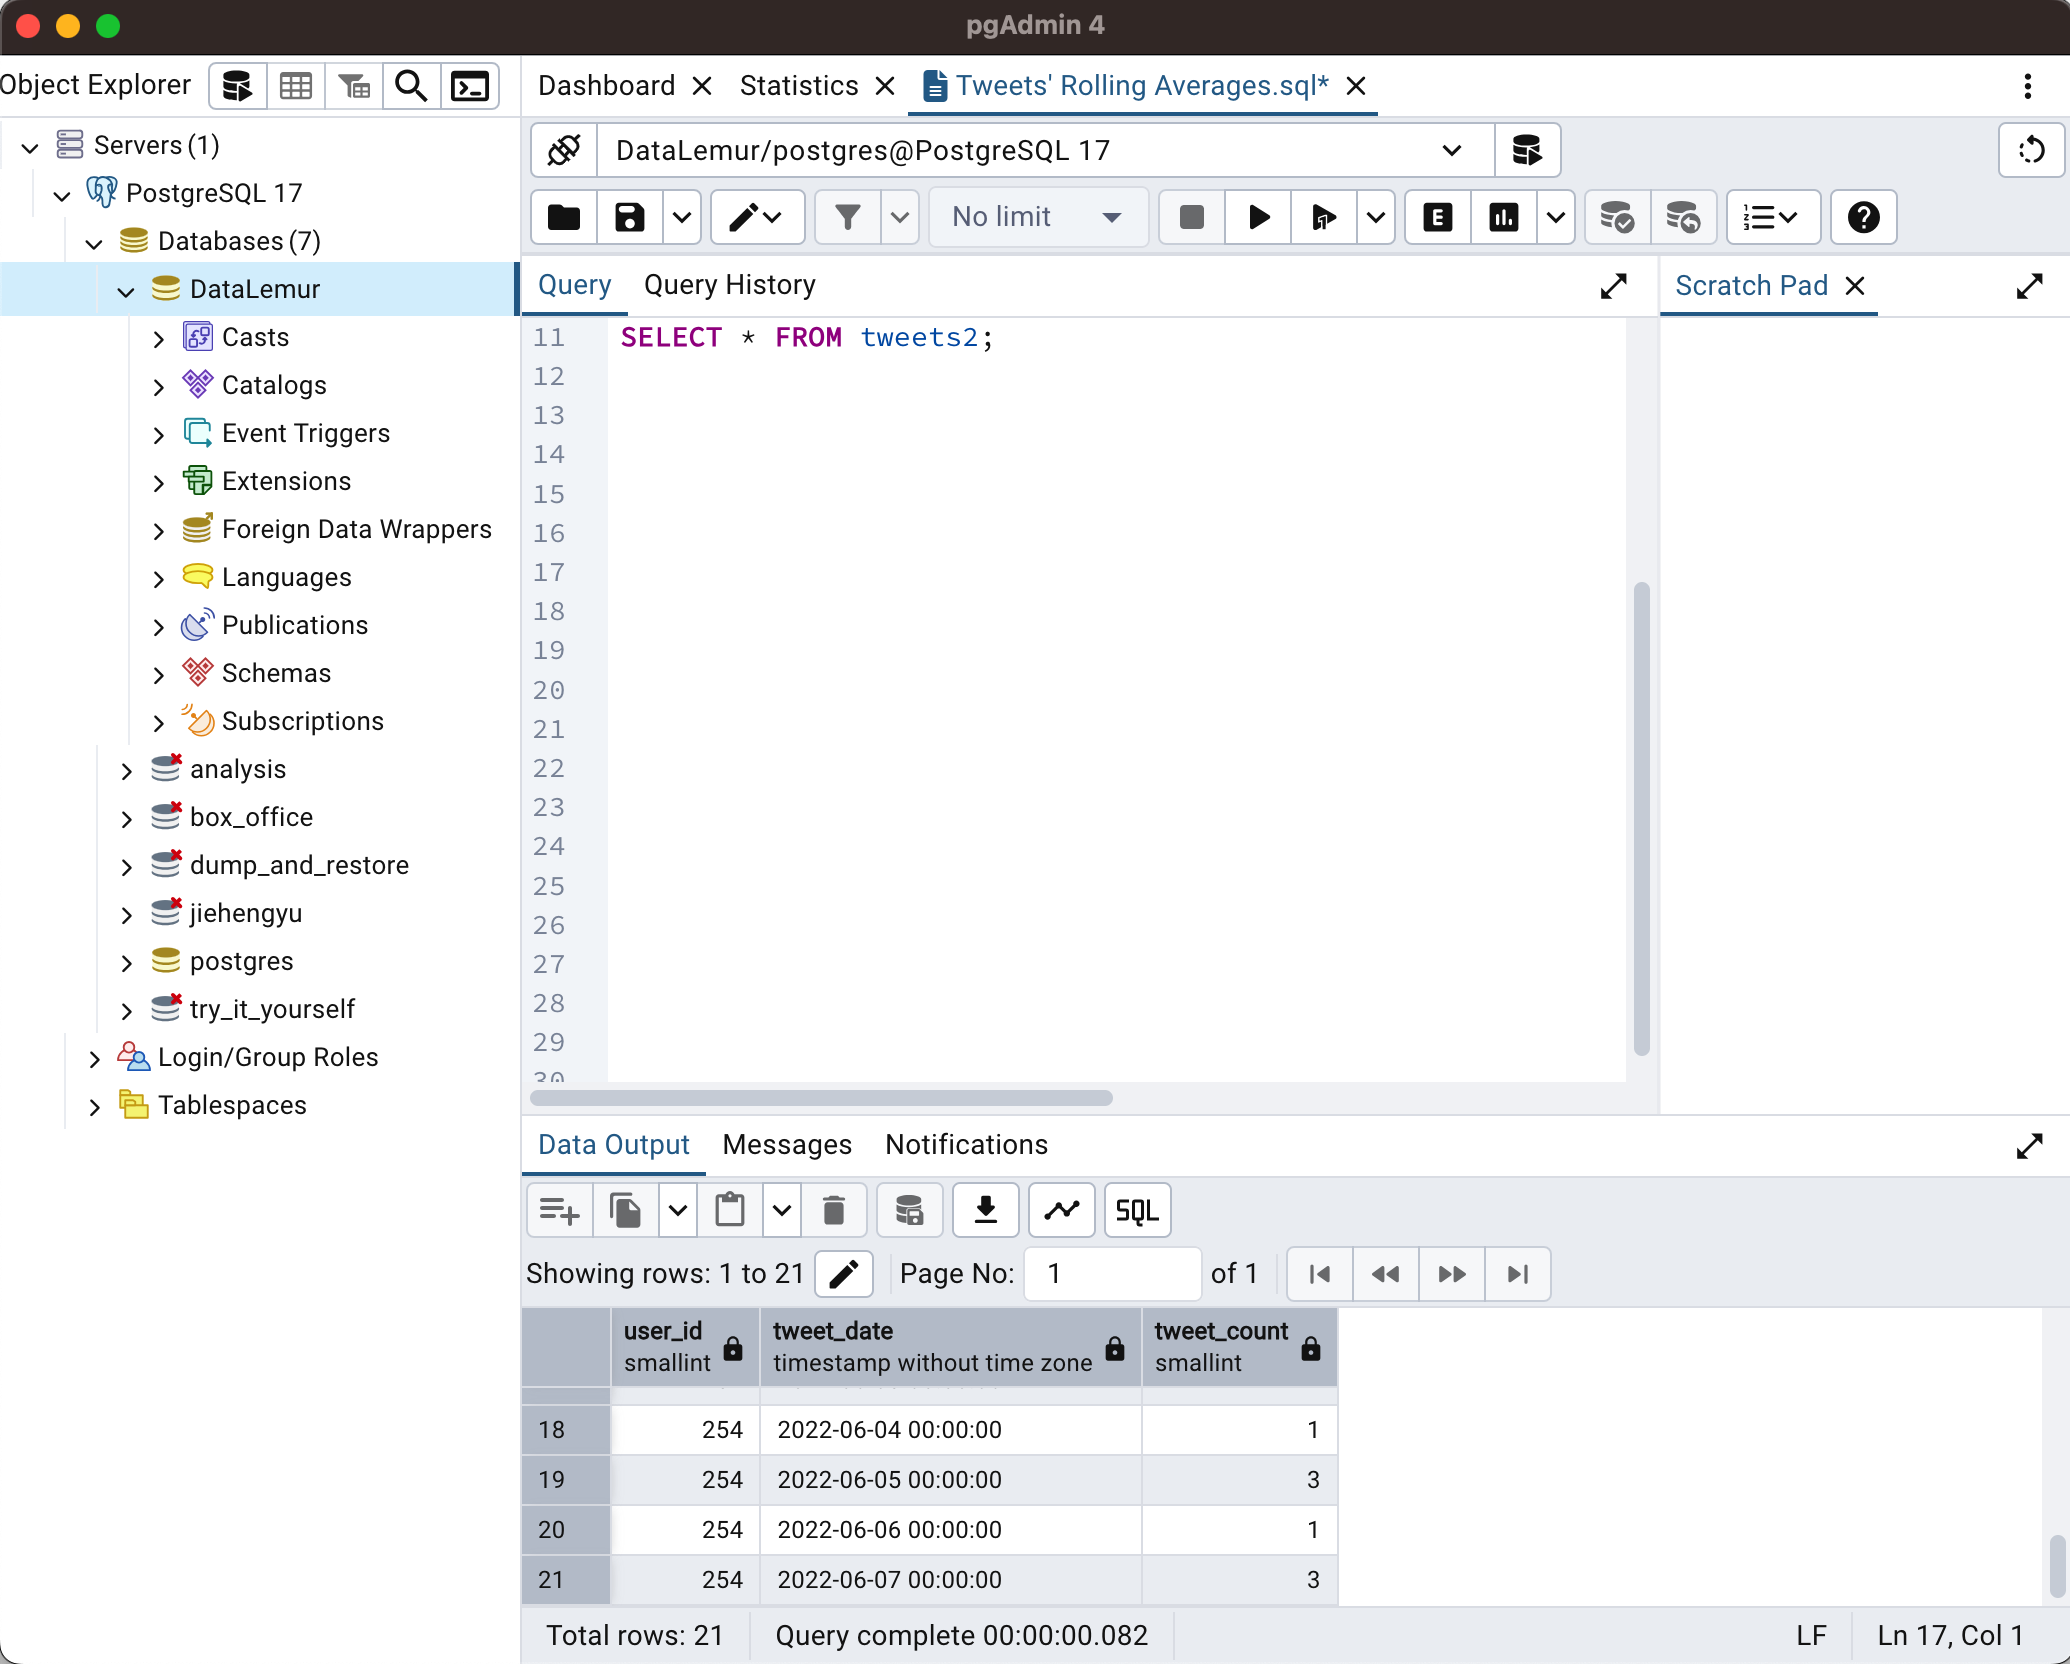 pgAdmin 4
Object Explorer
Dashboard
Statistics
Tweets' Rolling Averages.sql*
Servers (1)
PostgreSQL 17
Databases (7)
DataLemur
Casts
Catalogs
Event Triggers
Extensions
Foreign Data Wrappers
Languages
Publications
Schemas
Subscriptions
analysis
box_office
dump_and_restore
jiehengyu
postgres
try_it_yourself
Login/Group Roles
Tablespaces
DataLemur/postgres@PostgreSQL 17
No limit
E
Query
Query History
Scratch Pad
11 SELECT * FROM tweets2;
12
13
14
15
16
17
18
19
20
21
22
23
24
25
26
27
28
29
30
Data Output
Messages
Notifications
SQL
Showing rows: 1 to 21
Page No:
1
of 1
user_id
smallint
tweet_date
timestamp without time zone
tweet_count
smallint
18 254 2022-06-04 00:00:00 1
19 254 2022-06-05 00:00:00 3
20 254 2022-06-06 00:00:00 1
21 254 2022-06-07 00:00:00 3
Total rows: 21
Query complete 00:00:00.082
LF
Ln 17, Col 1